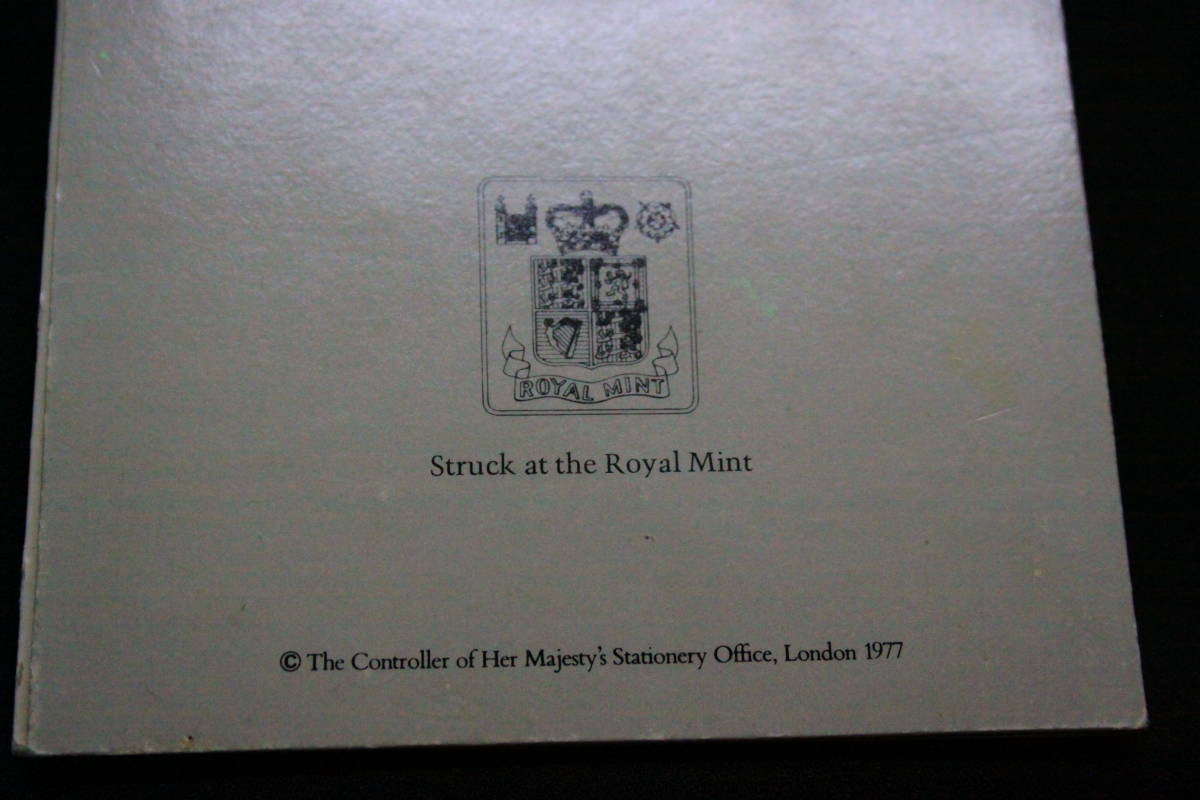 ROYAL MINT
Struck at the Royal Mint
© The Controller of Her Majesty's Stationery Office, London 1977